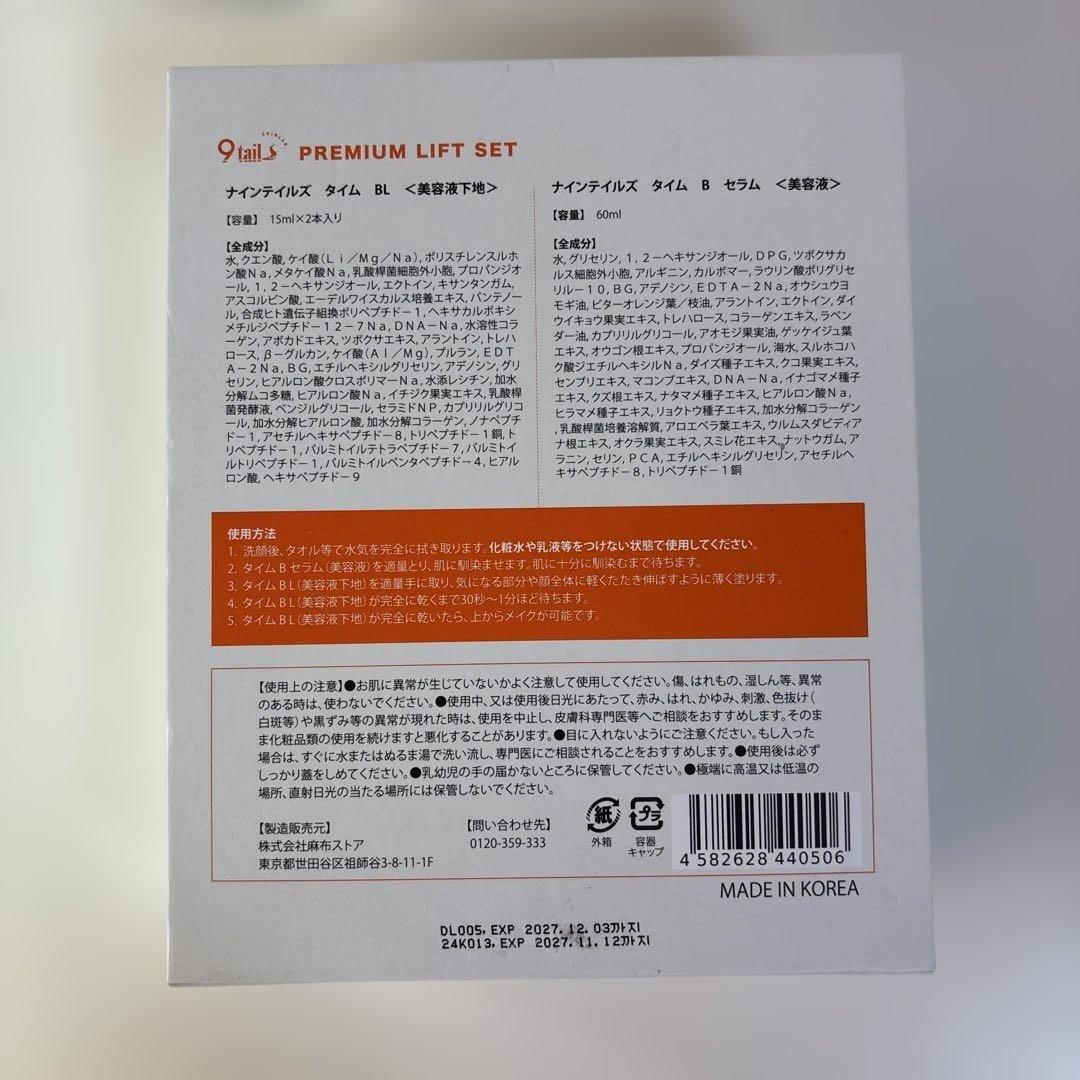 SKINLAB
9tails PREMIUM LIFT SET
ナインテイルズ タイム BL ＜美容液下地＞
【容量】 15ml×2本入り
【全成分】
水, クエン酸, ケイ酸(Ｌｉ／Ｍｇ／Ｎａ), ポリスチレンスルホ
ン酸Ｎａ, メタケイ酸Ｎａ, 乳酸桿菌細胞外小胞, プロパンジオ
ール, １, ２－ヘキサンジオール, エクトイン, キサンタンガム,
アスコルビン酸, エーデルワイスカルス培養エキス, パンテノー
ル, 合成ヒト遺伝子組換ポリペプチド－１, ヘキサカルボキシ
メチルジペプチド－１２－７Ｎａ, ＤＮＡ－Ｎａ, 水溶性コラー
ゲン, アボカドエキス, ツボクサエキス, アラントイン, トレハ
ロース, β－グルカン, ケイ酸(Ａｌ／Ｍｇ), プルラン, ＥＤＴ
Ａ－２Ｎａ, ＢＧ, エチルヘキシルグリセリン, アデノシン, グリ
セリン, ヒアルロン酸クロスポリマーＮａ, 水添レシチン, 加水
分解ムコ多糖, ヒアルロン酸Ｎａ, イチジク果実エキス, 乳酸桿
菌発酵液, ベンジルグリコール, セラミドＮＰ, カプリリルグリコ
ール, 加水分解ヒアルロン酸, 加水分解コラーゲン, ノナペプチ
ド－１, アセチルヘキサペプチド－８, トリペプチド－１銅, ト
リペプチド－１, パルミトイルテトラペプチド－７, パルミトイ
ルトリペプチド－１, パルミトイルペンタペプチド－４, ヒアル
ロン酸, ヘキサペプチド－９
ナインテイルズ タイム B セラム ＜美容液＞
【容量】 60ml
【全成分】
水, グリセリン, １, ２－ヘキサンジオール, ＤＰＧ, ツボクサカ
ルス細胞外小胞, アルギニン, カルボマー, ラウリン酸ポリグリセ
リル－１０, ＢＧ, アデノシン, ＥＤＴＡ－２Ｎａ, オウシュウヨ
モギ油, ビターオレンジ葉／枝油, アラントイン, エクトイン, ダイ
ウイキョウ果実エキス, トレハロース, コラーゲンエキス, ラベン
ダー油, カプリリルグリコール, アオモジ果実油, ゲッケイジュ葉
エキス, オウゴン根エキス, プロパンジオール, 海水, スルホコハ
ク酸ジエチルヘキシルＮａ, ダイズ種子エキス, クコ果実エキス,
センブリエキス, マコンブエキス, ＤＮＡ－Ｎａ, イナゴマメ種子
エキス, クズ根エキス, ナタマメ種子エキス, ヒアルロン酸Ｎａ,
ヒラマメ種子エキス, リョクトウ種子エキス, 加水分解コラーゲン
, 乳酸桿菌培養溶解質, アロエベラ葉エキス, ウルムスダビディア
ナ根エキス, オクラ果実エキス, スミレ花エキス, ナットウガム, ア
ラニン, セリン, ＰＣＡ, エチルヘキシルグリセリン, アセチルヘ
キサペプチド－８, トリペプチド－１銅
使用方法
1. 洗顔後、タオル等で水気を完全に拭き取ります。化粧水や乳液等をつけない状態で使用してください。
2. タイムＢセラム(美容液)を適量とり、肌に馴染ませます。肌に十分に馴染むまで待ちます。
3. タイムＢＬ(美容液下地)を適量手に取り、気になる部分や顔全体に軽くたたき伸ばすように薄く塗ります。
4. タイムＢＬ(美容液下地)が完全に乾くまで30秒～1分ほど待ちます。
5. タイムＢＬ(美容液下地)が完全に乾いたら、上からメイクが可能です。
【使用上の注意】●お肌に異常が生じていないかよく注意して使用してください。傷、はれもの、湿しん等、異常
のある時は、使わないでください。●使用中、又は使用後日光にあたって、赤み、はれ、かゆみ、刺激、色抜け(
白斑等)や黒ずみ等の異常が現れた時は、使用を中止し、皮膚科専門医等へご相談をおすすめします。そのま
ま化粧品類の使用を続けますと悪化することがあります。●目に入れないようにご注意ください。もし入った
場合は、すぐに水またはぬるま湯で洗い流し、専門医にご相談されることをおすすめします。●使用後は必ず
しっかり蓋をしめてください。●乳幼児の手の届かないところに保管してください。●極端に高温又は低温の
場所、直射日光の当たる場所には保管しないでください。
【製造販売元】
株式会社麻布ストア
東京都世田谷区祖師谷3-8-11-1F
【問い合わせ先】
0120-359-333
紙
外箱
プラ
容器
キャップ
4 582628 440506
MADE IN KOREA
DL005, EXP 2027. 12. 03까지
24K013, EXP 2027. 11. 12까지